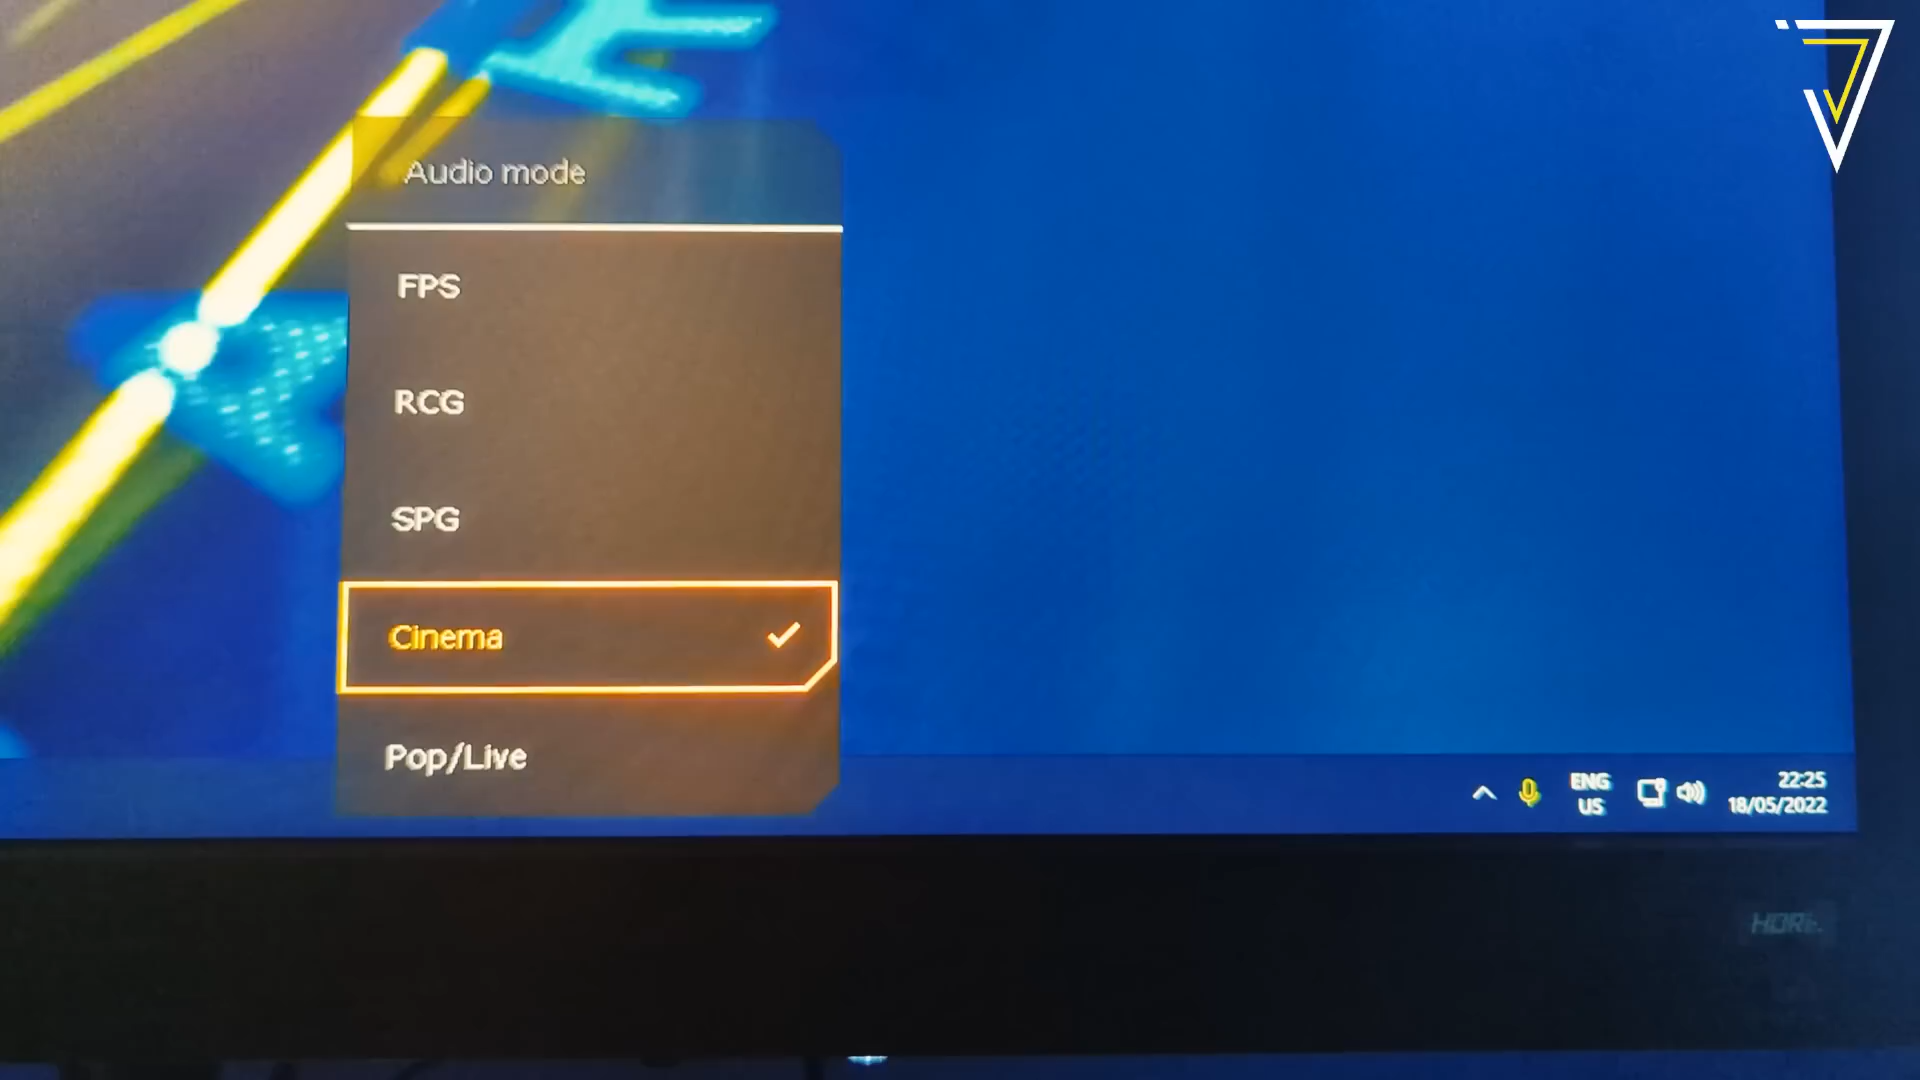 Audio mode
FPS
RCG
SPG
Cinema
Pop/Live
ENG
US
22:25
18/05/2022